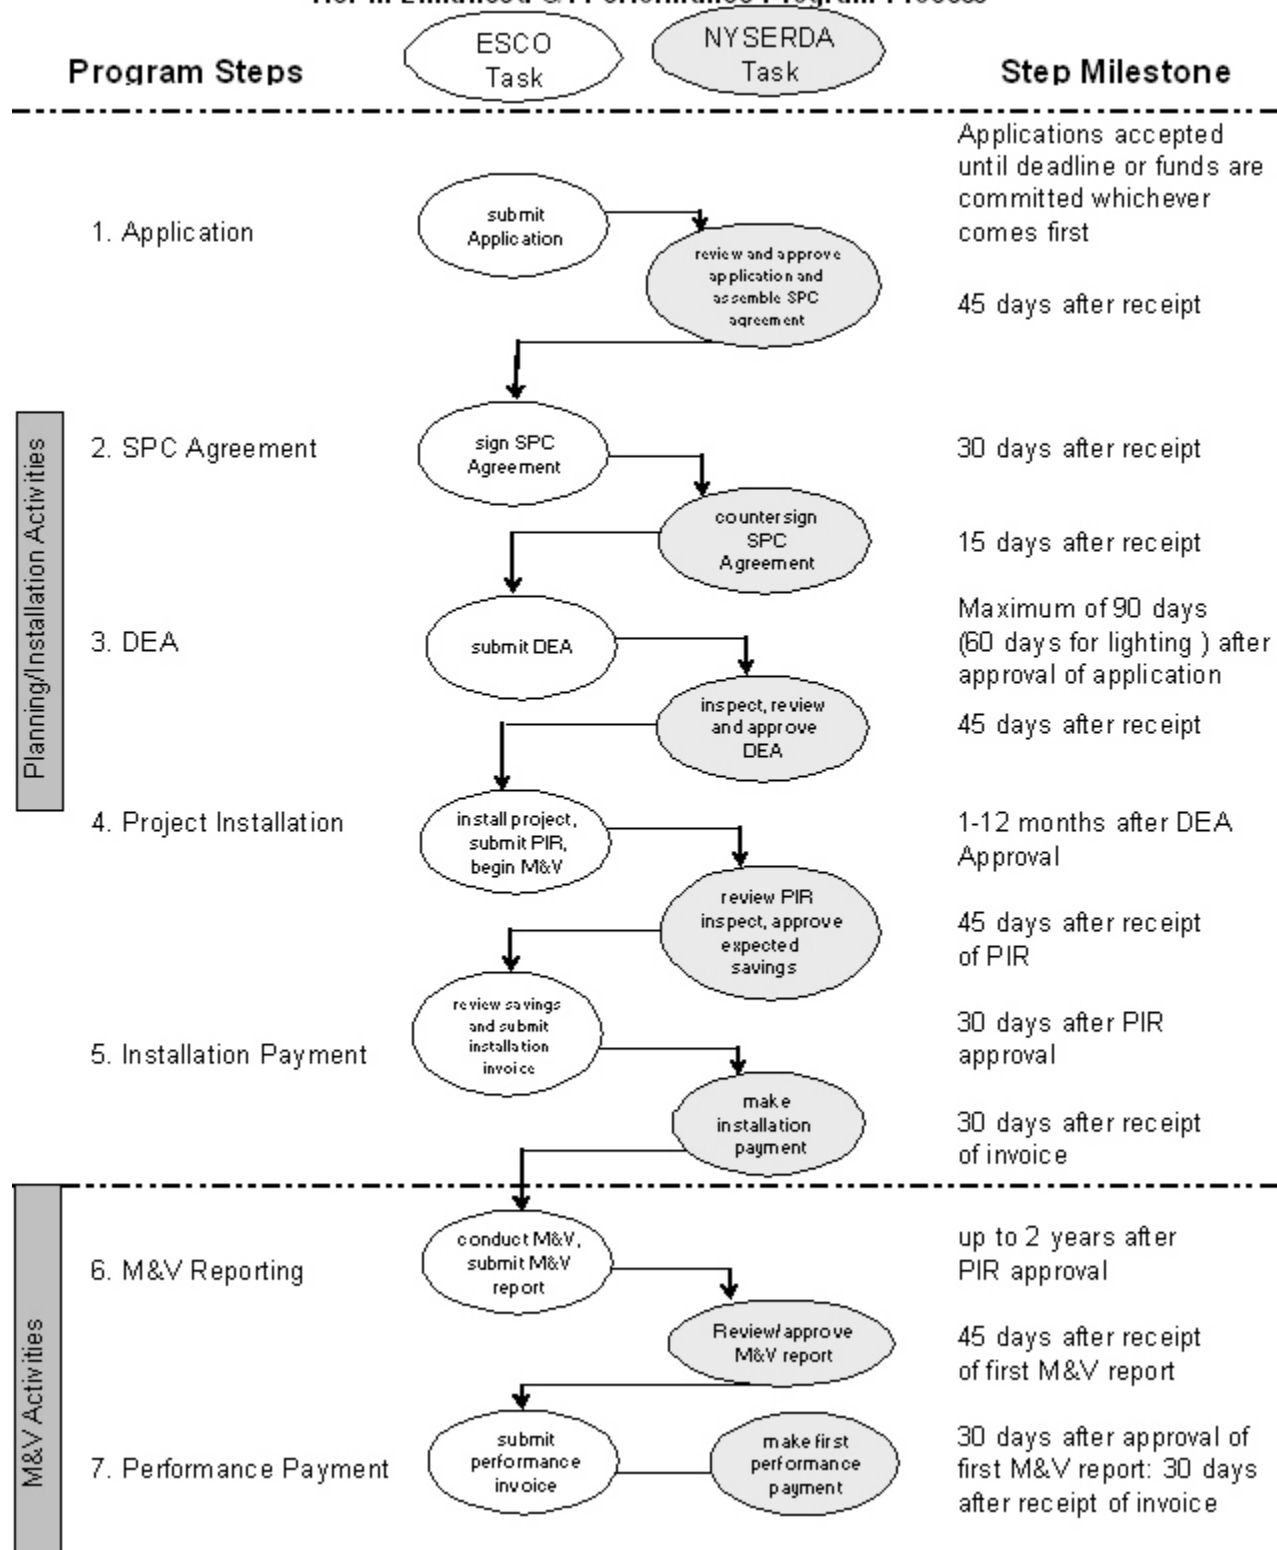 ESCO
Task
NYSERDA
Task
Program Steps
Step Milestone
Applications accepted
until deadline or funds are
committed whichever
comes first
1. Application
submit
Application
review and approve
application and
assemble SPC
agreement
45 days after receipt
Planning/Installation Activities
2. SPC Agreement
sign SPC
Agreement
30 days after receipt
countersign
SPC
Agreement
15 days after receipt
3. DEA
submit DEA
Maximum of 90 days
(60 days for lighting ) after
approval of application
inspect, review
and approve
DEA
45 days after receipt
4. Project Installation
install project,
submit PIR,
begin M&V
1-12 months after DEA
Approval
review PIR
inspect, approve
expected
savings
45 days after receipt
of PIR
5. Installation Payment
review savings
and submit
installation
invoice
30 days after PIR
approval
make
installation
payment
30 days after receipt
of invoice
M&V Activities
6. M&V Reporting
conduct M&V,
submit M&V
report
up to 2 years after
PIR approval
Review/approve
M&V report
45 days after receipt
of first M&V report
7. Performance Payment
submit
performance
invoice
make first
performance
payment
30 days after approval of
first M&V report: 30 days
after receipt of invoice